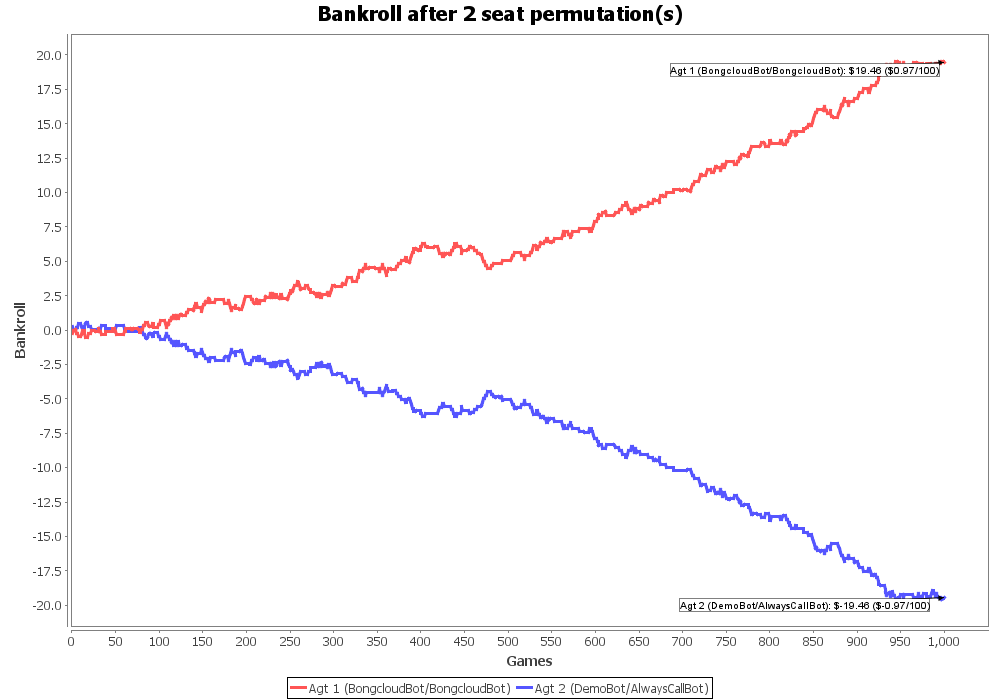 Bankroll after 2 seat permutation(s)
20.0
Agt 1 (BongcloudBot/BongcloudBot): $19.46 ($0.97/100)
17.5
15.0
12.5
10.0
7.5
5.0
2.5
0.0
-2.5
-5.0
-7.5
-10.0
-12.5
-15.0
-17.5
-20.0
Agt 2 (DemoBot/AlwaysCallBot): $-19.46 ($-0.97/100)
Bankroll
0 50 100 150 200 250 300 350 400 450 500 550 600 650 700 750 800 850 900 950 1,000
Games
Agt 1 (BongcloudBot/BongcloudBot) Agt 2 (DemoBot/AlwaysCallBot)